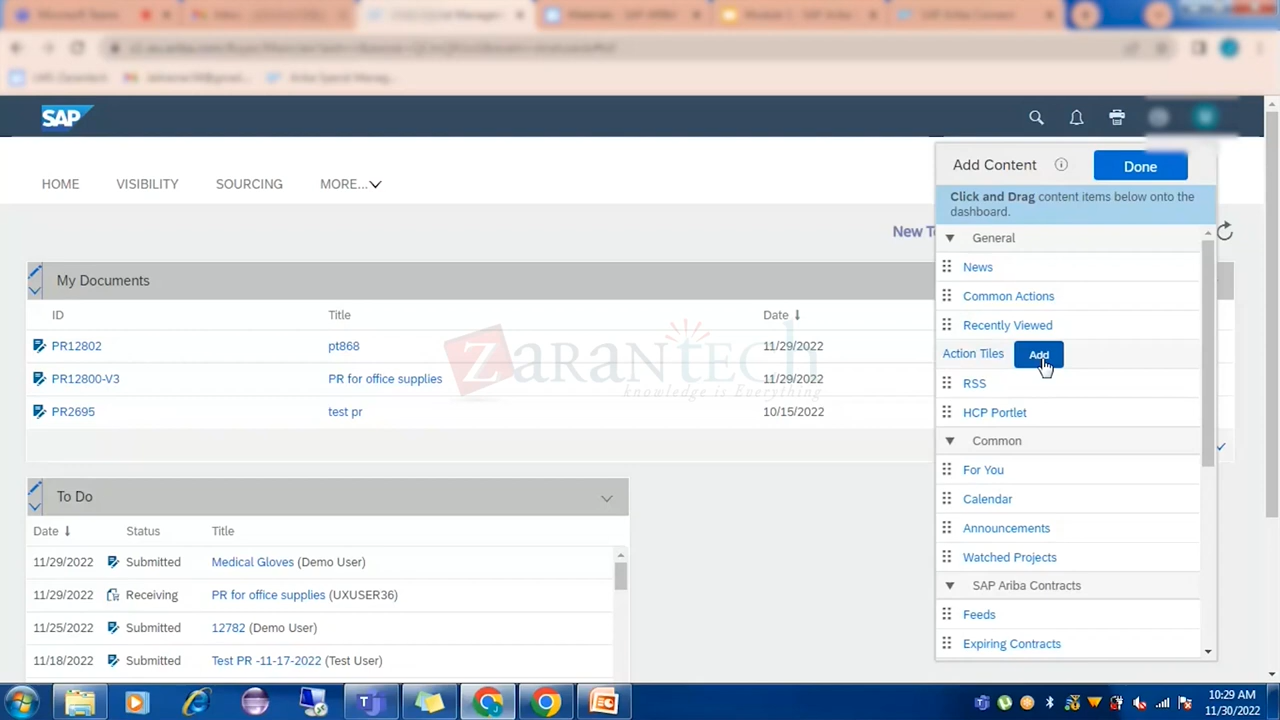 SAP
Add Content
Done
Click and Drag content items below onto the
dashboard.
HOME
VISIBILITY
SOURCING
MORE...
New T
General
News
Common Actions
Recently Viewed
Action Tiles
Add
RSS
HCP Portlet
Common
For You
Calendar
Announcements
Watched Projects
SAP Ariba Contracts
Feeds
Expiring Contracts
My Documents
ID Title Date
PR12802 pt868 11/29/2022
PR12800-V3 PR for office supplies 11/29/2022
PR2695 test pr 10/15/2022
ZARANTECH
knowledge is Everything
To Do
Date Status Title
11/29/2022 Submitted Medical Gloves (Demo User)
11/29/2022 Receiving PR for office supplies (UXUSER36)
11/25/2022 Submitted 12782 (Demo User)
11/18/2022 Submitted Test PR -11-17-2022 (Test User)
10:29 AM
11/30/2022